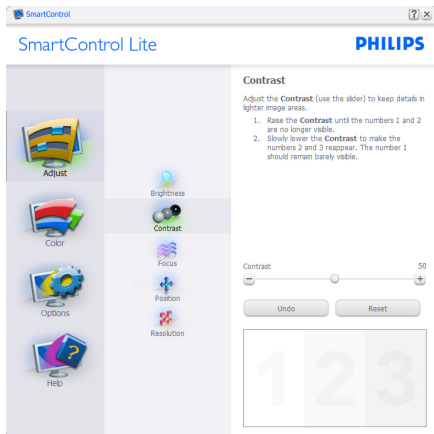 SmartControl
SmartControl Lite
PHILIPS
Adjust
Color
Options
Help
Brightness
Contrast
Focus
Position
Resolution
Contrast
Adjust the Contrast (use the slider) to keep details in
lighter image areas.
1. Raise the Contrast until the numbers 1 and 2
are no longer visible.
2. Slowly lower the Contrast to make the
numbers 2 and 3 reappear. The number 1
should remain barely visible.
Contrast 50
Undo Reset
1 2 3